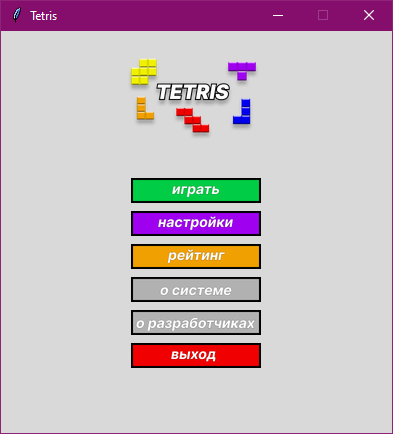 Tetris
TETRIS
играть
настройки
рейтинг
о системе
о разработчиках
выход